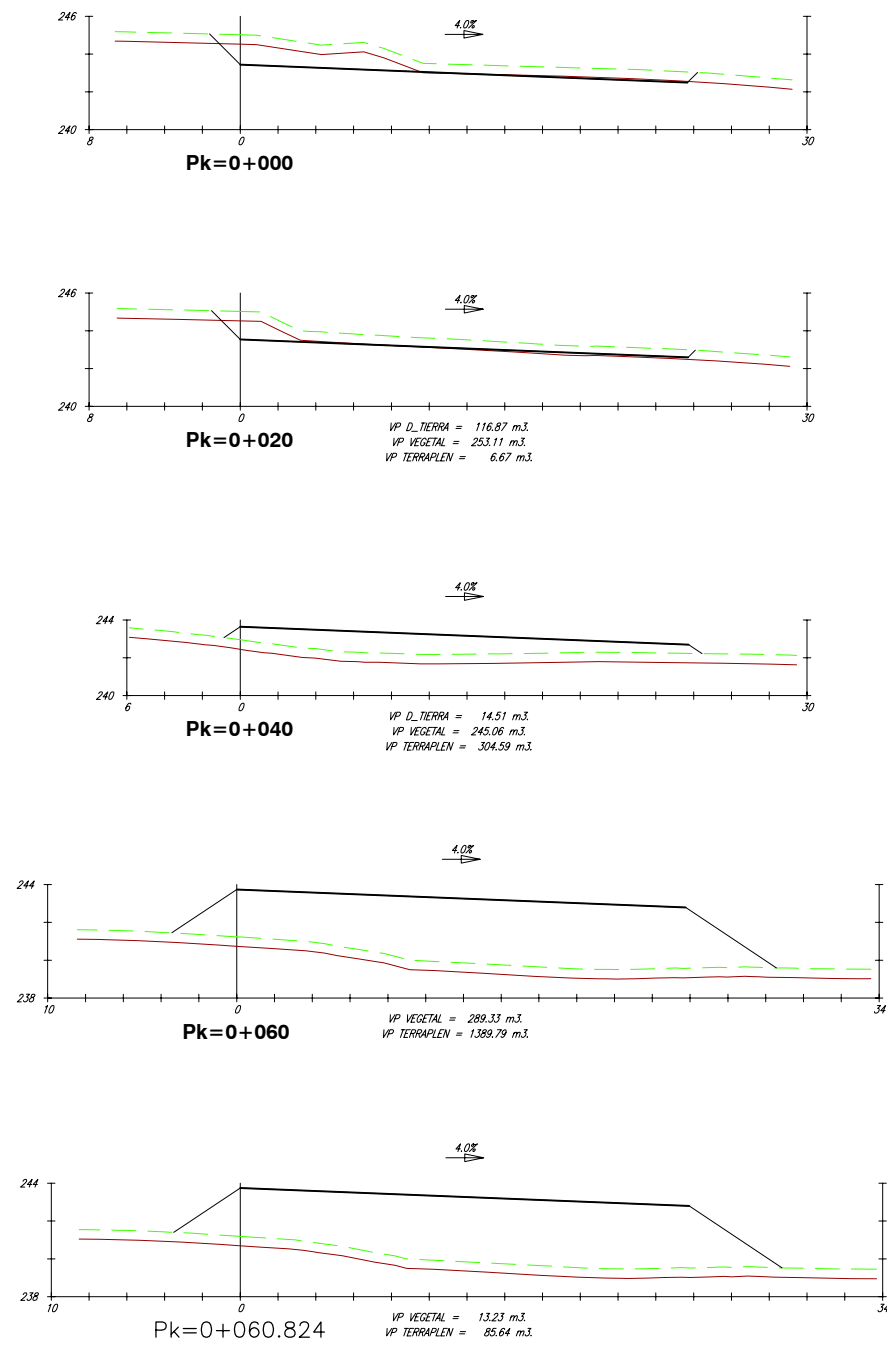 246
4.0%
240
8 0 30
Pk=0+000
246
4.0%
240
8 0 30
Pk=0+020
VP D_TIERRA = 116.87 m3.
VP VEGETAL = 253.11 m3.
VP TERRAPLEN = 6.67 m3.
4.0%
244
240
6 0 30
Pk=0+040
VP D_TIERRA = 14.51 m3.
VP VEGETAL = 245.06 m3.
VP TERRAPLEN = 304.59 m3.
4.0%
244
238
10 0 34
Pk=0+060
VP VEGETAL = 289.33 m3.
VP TERRAPLEN = 1389.79 m3.
4.0%
244
238
10 0 34
Pk=0+060.824
VP VEGETAL = 13.23 m3.
VP TERRAPLEN = 85.64 m3.